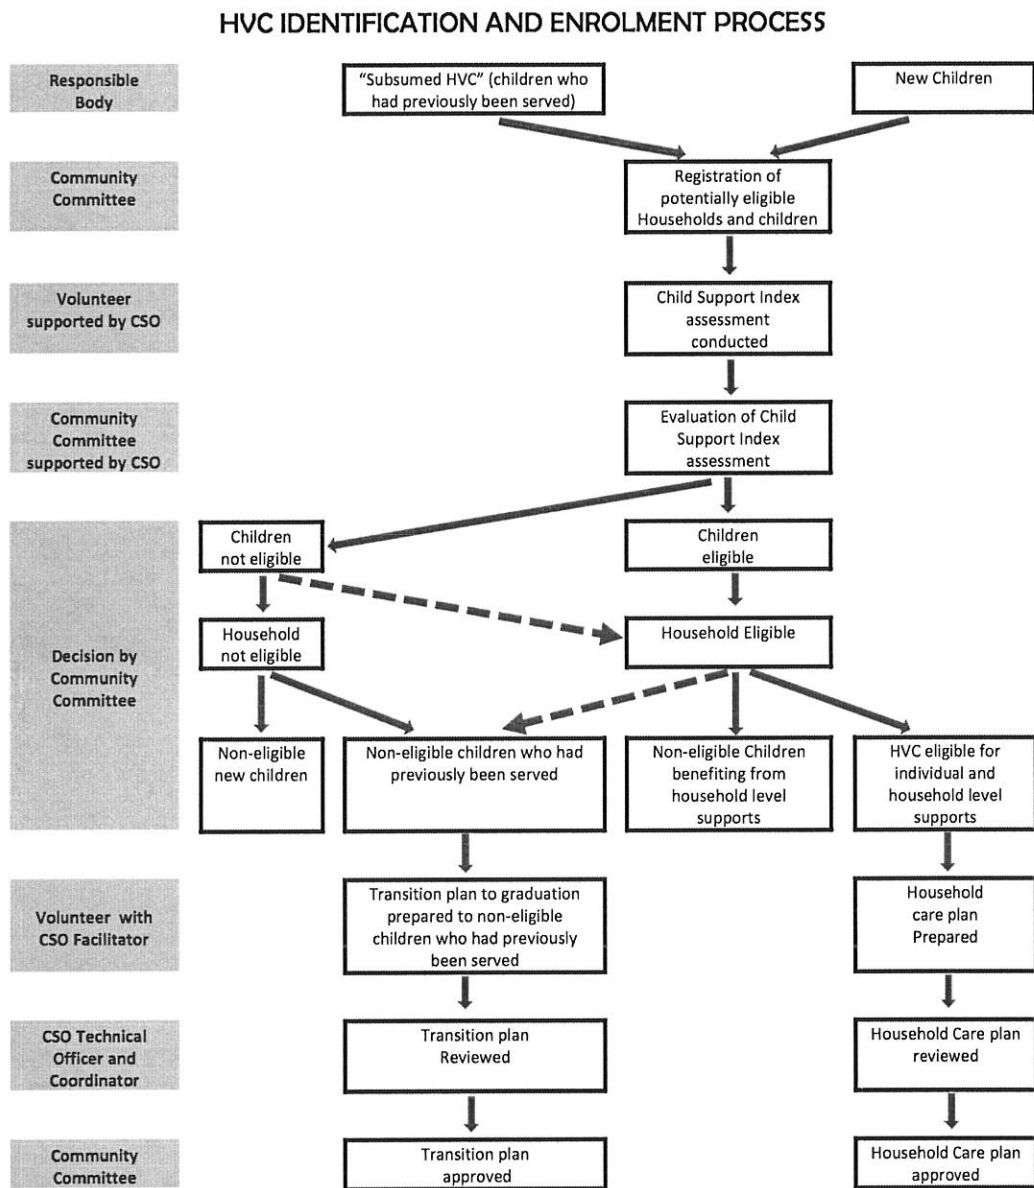 HVC IDENTIFICATION AND ENROLMENT PROCESS
Responsible
Body
"Subsumed HVC" (children who
had previously been served)
New Children
Community
Committee
Registration of
potentially eligible
Households and children
Volunteer
supported by CSO
Child Support Index
assessment
conducted
Community
Committee
supported by CSO
Evaluation of Child
Support Index
assessment
Decision by
Community
Committee
Children
not eligible
Children
eligible
Household
not eligible
Household Eligible
Non-eligible
new children
Non-eligible children who had
previously been served
Non-eligible Children
benefiting from
household level
supports
HVC eligible for
individual and
household level
supports
Volunteer with
CSO Facilitator
Transition plan to graduation
prepared to non-eligible
children who had previously
been served
Household
care plan
Prepared
CSO Technical
Officer and
Coordinator
Transition plan
Reviewed
Household Care plan
reviewed
Community
Committee
Transition plan
approved
Household Care plan
approved